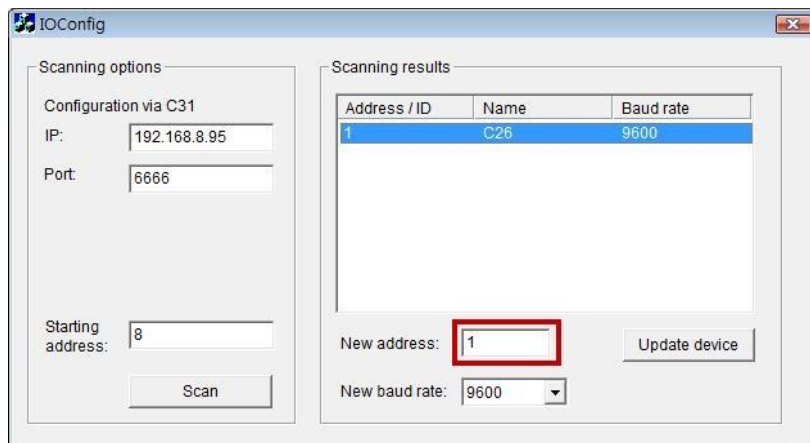 IOConfig
Scanning options
Configuration via C31
IP: 192.168.8.95
Port: 6666
Starting address: 8
Scan
Scanning results
Address / ID Name Baud rate
1 C26 9600
New address: 1
Update device
New baud rate: 9600